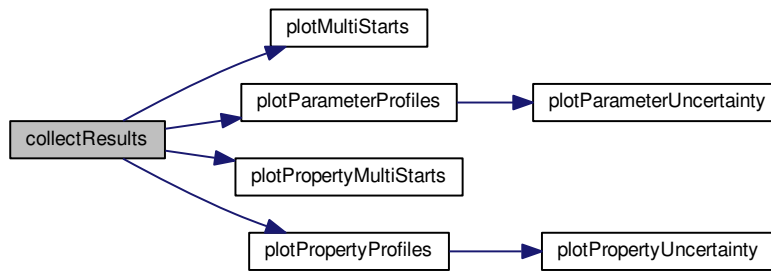 plotMultiStarts
plotParameterProfiles
plotParameterUncertainty
collectResults
plotPropertyMultiStarts
plotPropertyProfiles
plotPropertyUncertainty